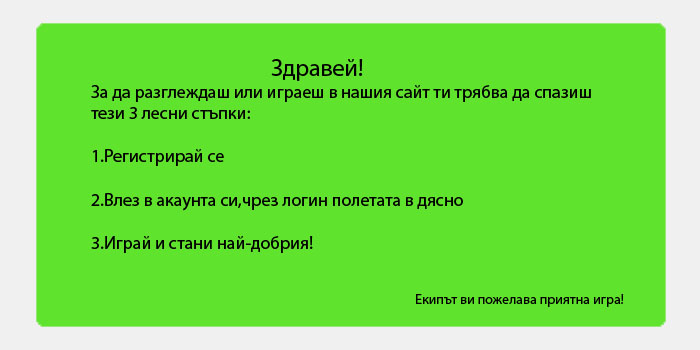 Здравей!
За да разглеждаш или играеш в нашия сайт ти трябва да спазиш
тези 3 лесни стъпки:
1.Регистрирай се
2.Влез в акаунта си,чрез логин полетата в дясно
3.Играй и стани най-добрия!
Екипът ви пожелава приятна игра!